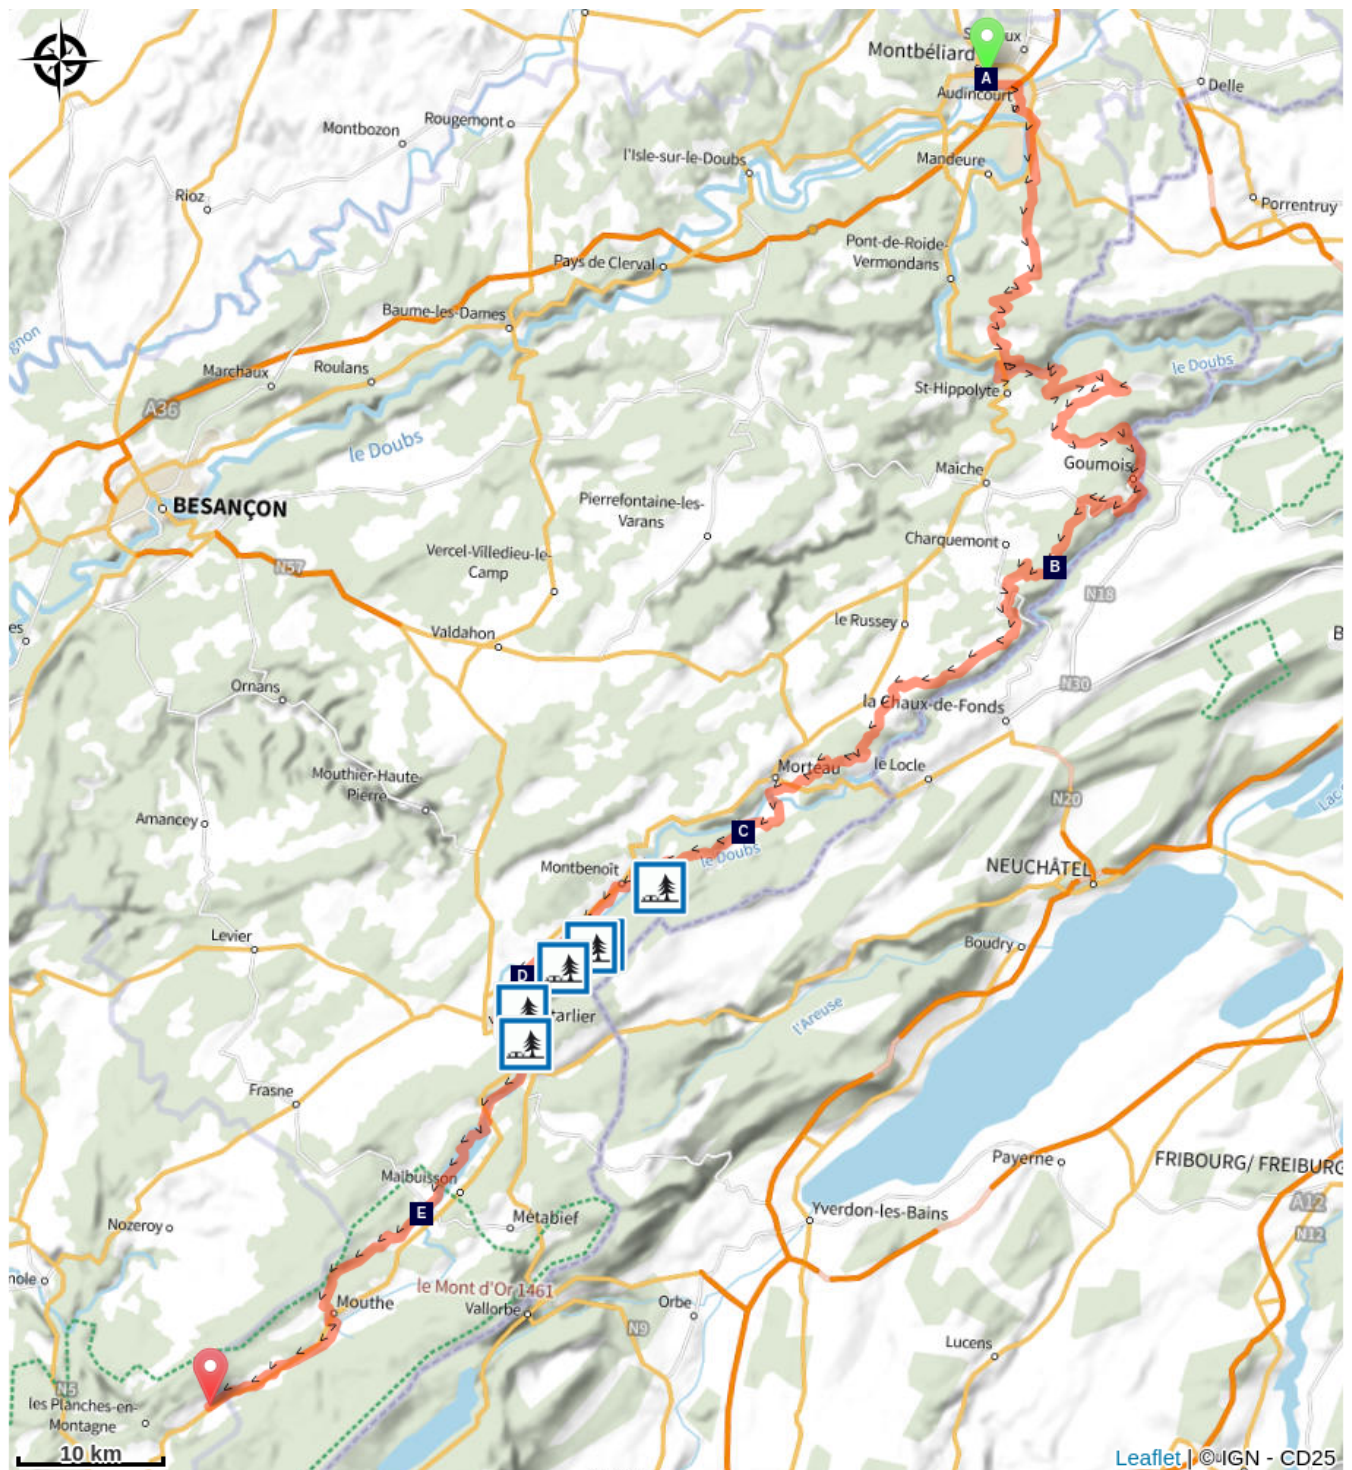 Montbéliard
A
Audincourt
Delle
Rougemont
Montbozon
l'Isle-sur-le-Doubs
Mandeure
Rioz
Porrentruy
Pont-de-Roide-
Vermondans
Pays de Clerval
Baume-les-Dames
Marchaux
Roulans
le Doubs
St-Hippolyte
A36
le Doubs
Goumois
Maiche
BESANÇON
Pierrefontaine-les-
Varans
Charquemont
Vercel-Villedieu-le-
Camp
N57
B
N18
le Russey
Valdahon
Ornans
N30
la Chaux-de-Fonds
Morteau
le Locle
Mouthier-Haute-
Pierre
N20
Amancey
C
le Doubs
Montbenoît
NEUCHÂTEL
Levier
Boudry
D
tarlier
l'Areuse
Frasne
Malbuisson
Payerne
FRIBOURG/ FREIBURG
E
Métabief
Yverdon-les-Bains
A12
Nozeroy
N12
le Mont d'Or 1461
Mouthe
Vallorbe
Orbe
N9
Lucens
N5
les Planches-en-
Montagne
10 km
Leaflet | © IGN - CD25